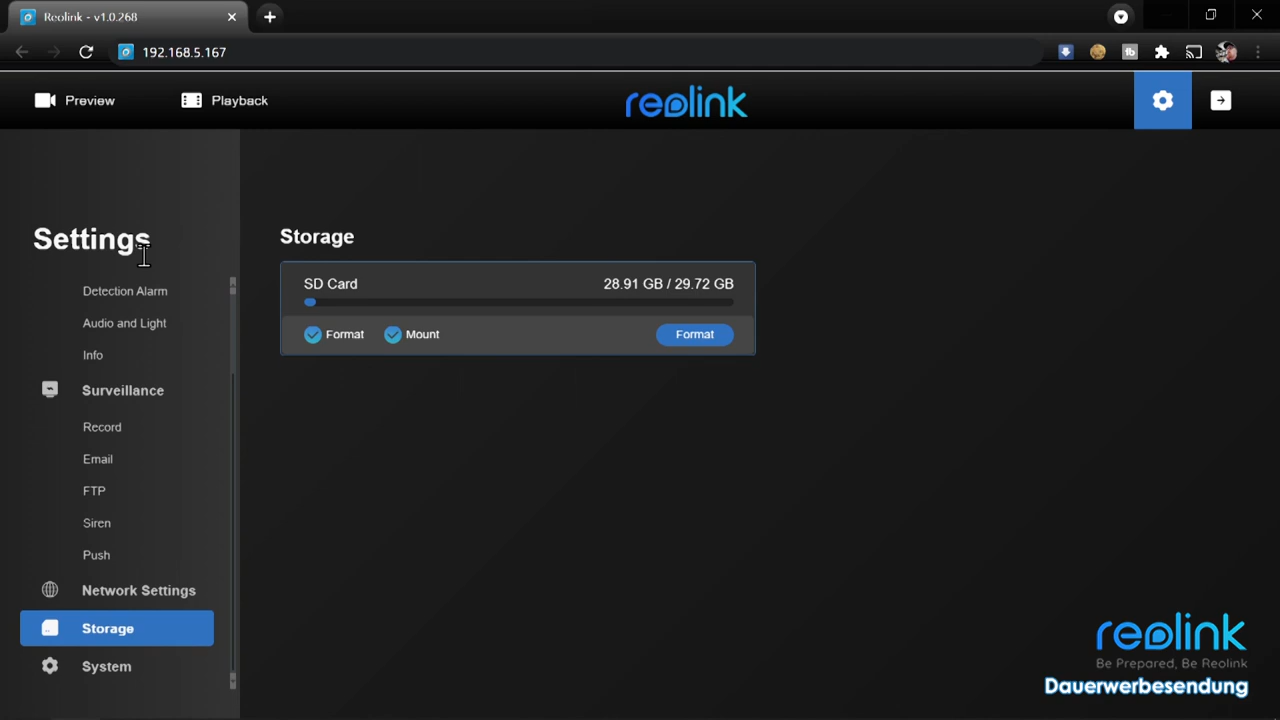 Reolink - v1.0.268
192.168.5.167
Preview
Playback
reolink
Settings
Detection Alarm
Audio and Light
Info
Surveillance
Record
Email
FTP
Siren
Push
Network Settings
Storage
System
Storage
SD Card 28.91 GB / 29.72 GB
Format Mount Format
reolink
Be Prepared, Be Reolink
Dauerwerbesendung